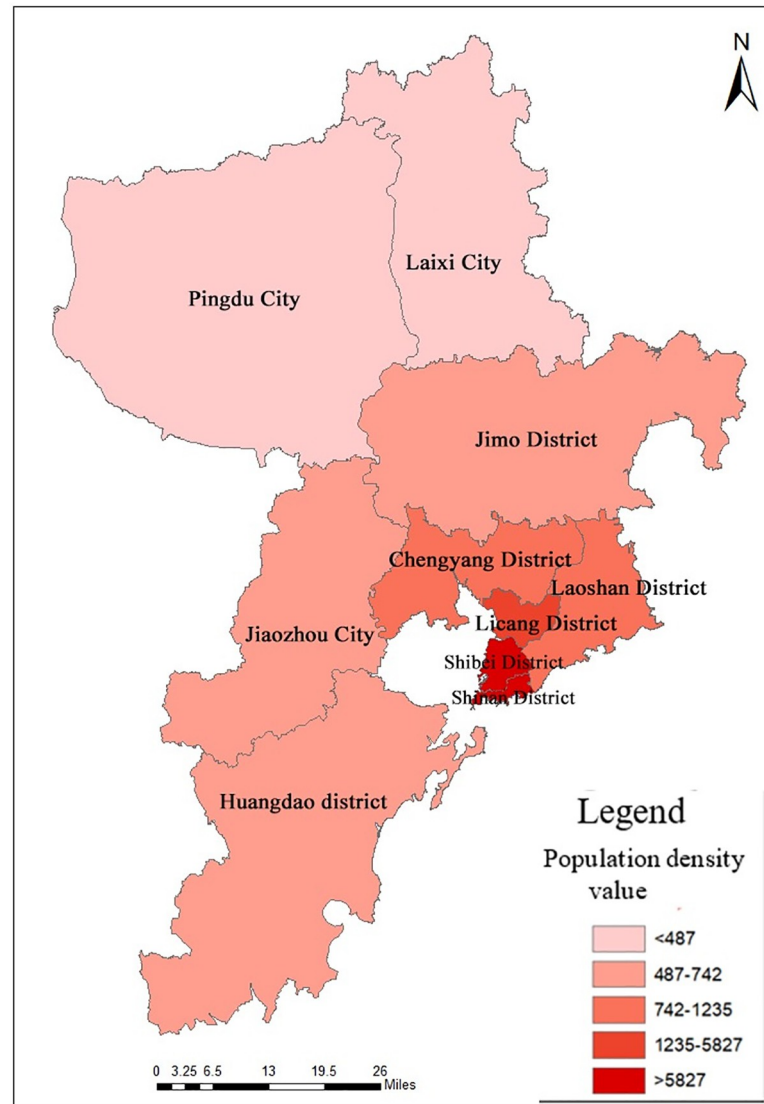 N
Laixi City
Pingdu City
Jimo District
Chengyang District
Laoshan District
Licang District
Jiaozhou City
Shibei District
Shinan District
Huangdao district
Legend
Population density
value
<487
487-742
742-1235
1235-5827
>5827
0 3.25 6.5 13 19.5 26
Miles